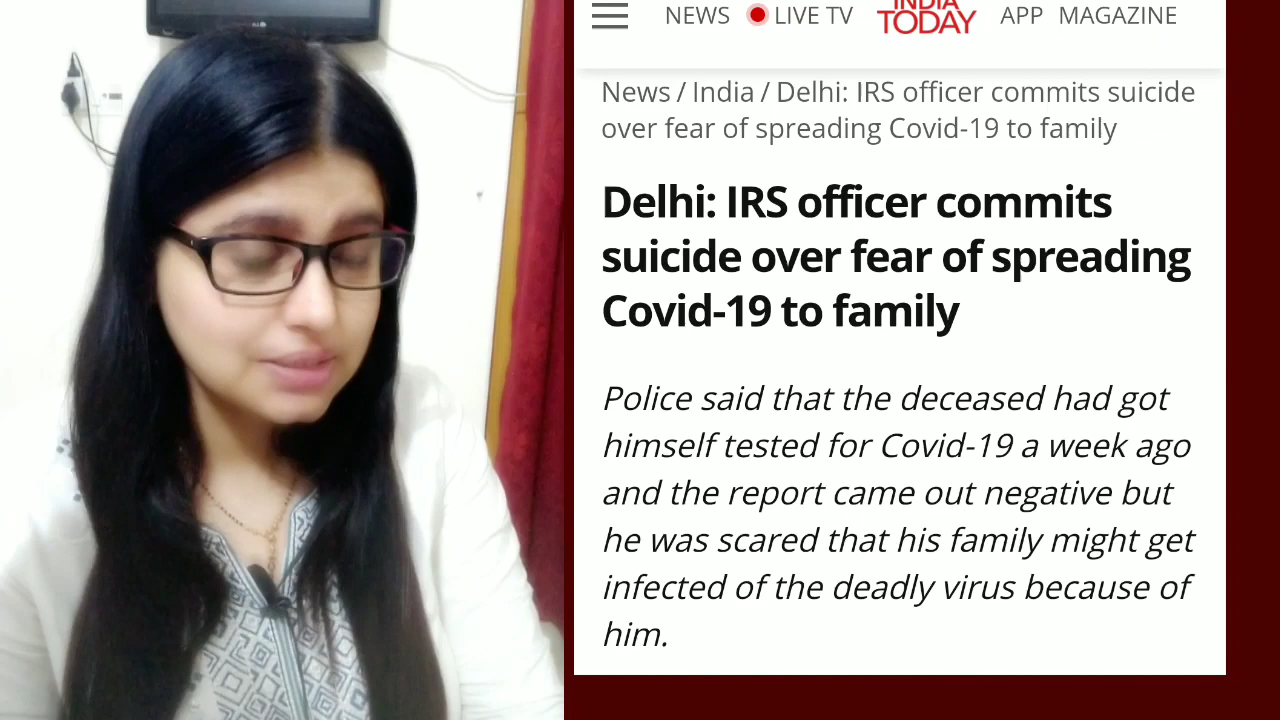 NEWS LIVE TV INDIA TODAY APP MAGAZINE
News / India / Delhi: IRS officer commits suicide
over fear of spreading Covid-19 to family
Delhi: IRS officer commits
suicide over fear of spreading
Covid-19 to family
Police said that the deceased had got
himself tested for Covid-19 a week ago
and the report came out negative but
he was scared that his family might get
infected of the deadly virus because of
him.